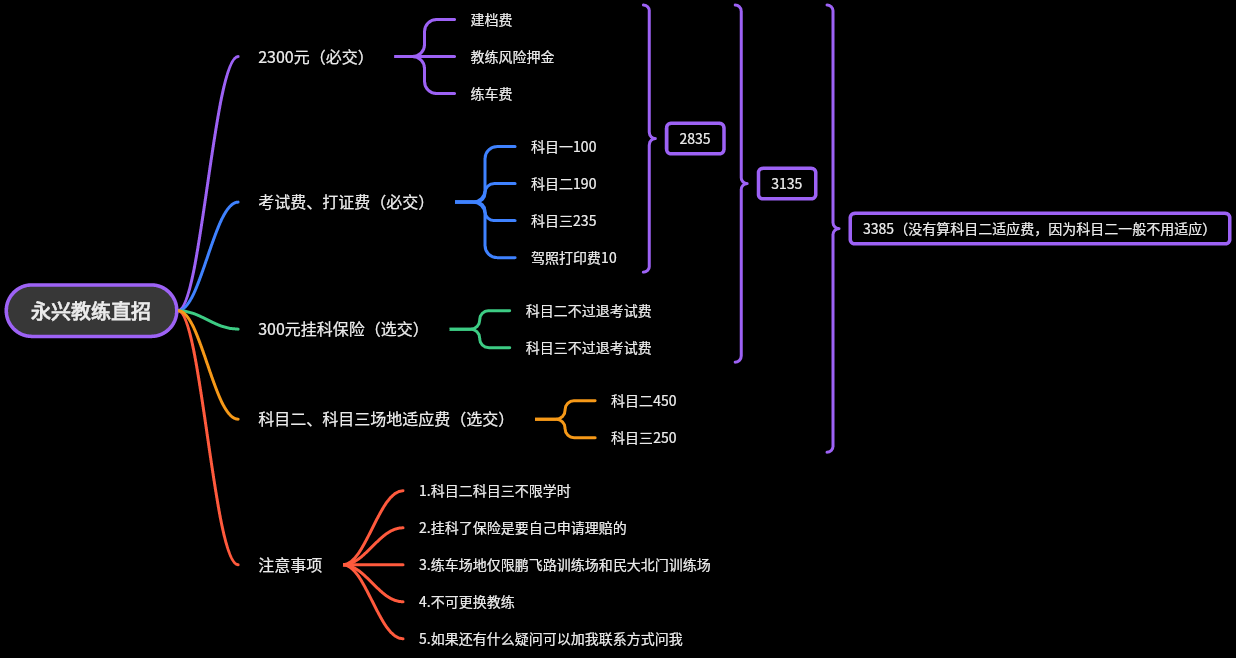 永兴教练直招
2300元（必交）
建档费
教练风险押金
练车费
考试费、打证费（必交）
科目一100
科目二190
科目三235
驾照打印费10
2835
300元挂科保险（选交）
科目二不过退考试费
科目三不过退考试费
3135
科目二、科目三场地适应费（选交）
科目二450
科目三250
3385（没有算科目二适应费，因为科目二一般不用适应）
注意事项
1.科目二科目三不限学时
2.挂科了保险是要自己申请理赔的
3.练车场地仅限鹏飞路训练场和民大北门训练场
4.不可更换教练
5.如果还有什么疑问可以加我联系方式问我